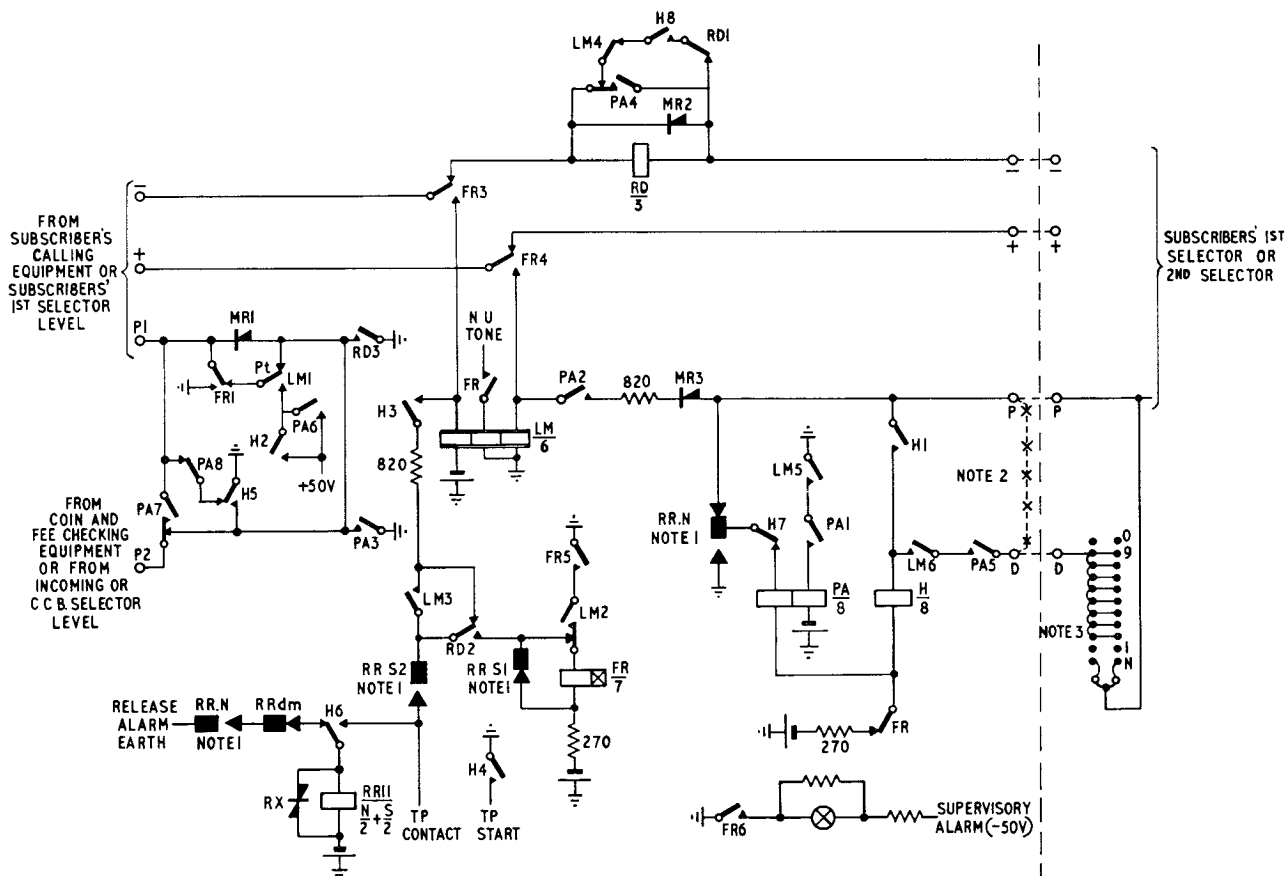 H8
LM4
RD1
PA4
MR2
RD
3
–
FR3
–
–
FROM
SUBSCRIBER'S
CALLING
EQUIPMENT OR
SUBSCRIBERS'
1ST SELECTOR
LEVEL
+
FR4
+
+
SUBSCRIBERS' 1ST
SELECTOR OR
2ND SELECTOR
P1
MR1
RD3
N U
TONE
Pt
FR1
LM1
FR
PA2
820
MR3
P
P
H3
LM
6
PA6
H2
+50V
820
H1
NOTE 2
PA8
H5
PA7
LM5
RR.N
NOTE 1
H7
PA1
FROM
COIN AND
FEE CHECKING
EQUIPMENT
OR FROM
INCOMING OR
C C B. SELECTOR
LEVEL
P2
PA3
FR5
LM6
PA5
D
D
0
9
LM3
LM2
PA
8
H
8
NOTE 3
RD2
1
N
RR S2
NOTE 1
RR S1
NOTE 1
FR
7
RELEASE
ALARM
EARTH
RR.N
NOTE 1
RRdm
H6
270
FR
270
H4
RX
RR11
N + S
2 2
TP
CONTACT
TP
START
FR6
SUPERVISORY
ALARM (-50V)